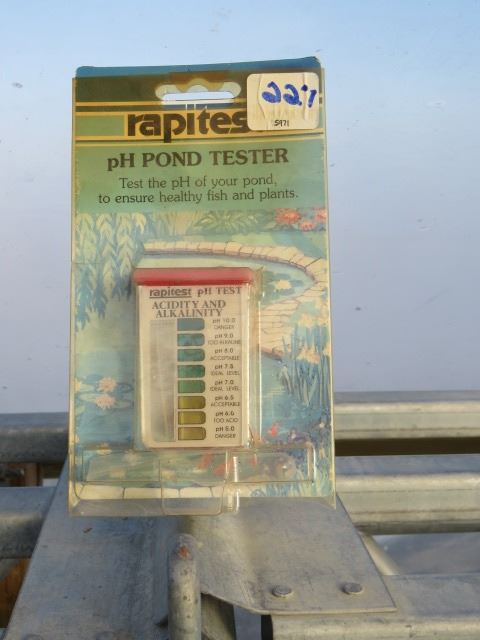 rapites
22
5971
pH POND TESTER
Test the pH of your pond,
to ensure healthy fish and plants.
rapitest pH TEST
ACIDITY AND
ALKALINITY
pH 10.0
DANGER
pH 9.0
TOO ALKALINE
pH 8.0
ACCEPTABLE
pH 7.5
IDEAL LEVEL
pH 7.0
IDEAL LEVEL
pH 6.5
ACCEPTABLE
pH 6.0
TOO ACID
pH 5.0
DANGER